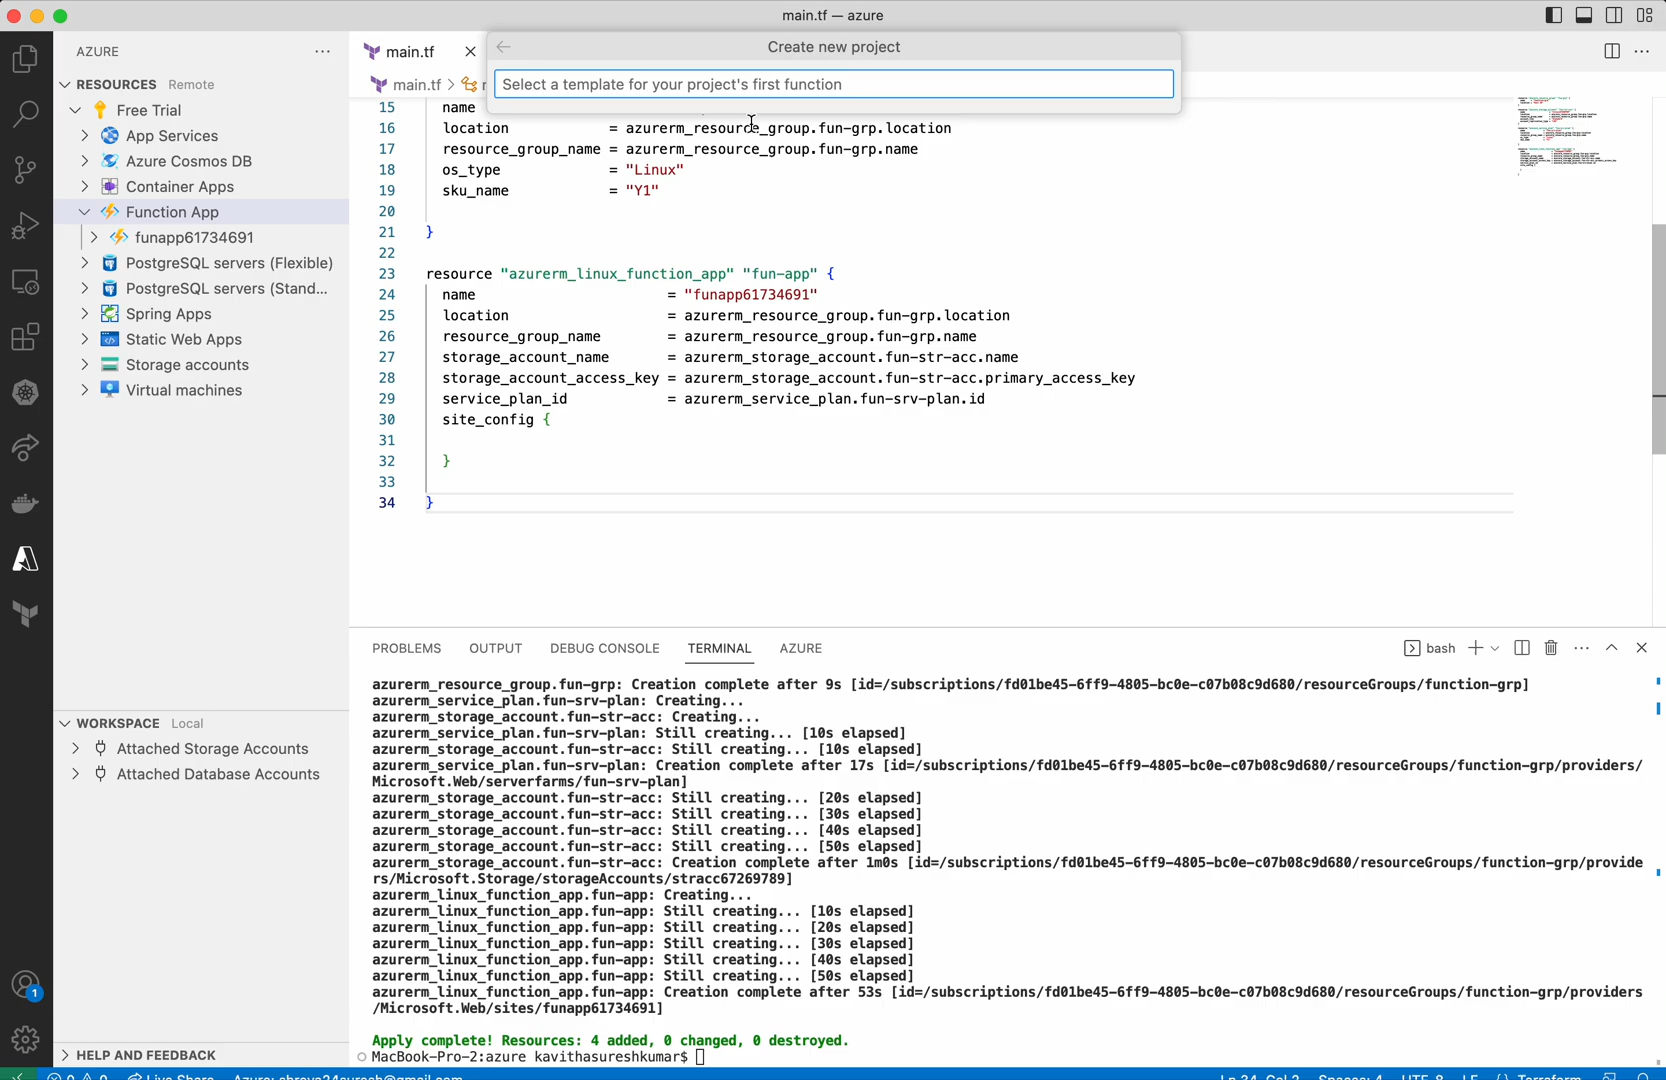 main.tf — azure
AZURE
RESOURCES Remote
Free Trial
App Services
Azure Cosmos DB
Container Apps
Function App
funapp61734691
PostgreSQL servers (Flexible)
PostgreSQL servers (Stand...
Spring Apps
Static Web Apps
Storage accounts
Virtual machines
WORKSPACE Local
Attached Storage Accounts
Attached Database Accounts
HELP AND FEEDBACK
1
main.tf
main.tf
Create new project
Select a template for your project's first function
15 name
16 location = azurerm_resource_group.fun-grp.location
17 resource_group_name = azurerm_resource_group.fun-grp.name
18 os_type = "Linux"
19 sku_name = "Y1"
20
21 }
22
23 resource "azurerm_linux_function_app" "fun-app" {
24 name = "funapp61734691"
25 location = azurerm_resource_group.fun-grp.location
26 resource_group_name = azurerm_resource_group.fun-grp.name
27 storage_account_name = azurerm_storage_account.fun-str-acc.name
28 storage_account_access_key = azurerm_storage_account.fun-str-acc.primary_access_key
29 service_plan_id = azurerm_service_plan.fun-srv-plan.id
30 site_config {
31
32 }
33
34 }
PROBLEMS OUTPUT DEBUG CONSOLE TERMINAL AZURE
bash
azurerm_resource_group.fun-grp: Creation complete after 9s [id=/subscriptions/fd01be45-6ff9-4805-bc0e-c07b08c9d680/resourceGroups/function-grp]
azurerm_service_plan.fun-srv-plan: Creating...
azurerm_storage_account.fun-str-acc: Creating...
azurerm_service_plan.fun-srv-plan: Still creating... [10s elapsed]
azurerm_storage_account.fun-str-acc: Still creating... [10s elapsed]
azurerm_service_plan.fun-srv-plan: Creation complete after 17s [id=/subscriptions/fd01be45-6ff9-4805-bc0e-c07b08c9d680/resourceGroups/function-grp/providers/
Microsoft.Web/serverfarms/fun-srv-plan]
azurerm_storage_account.fun-str-acc: Still creating... [20s elapsed]
azurerm_storage_account.fun-str-acc: Still creating... [30s elapsed]
azurerm_storage_account.fun-str-acc: Still creating... [40s elapsed]
azurerm_storage_account.fun-str-acc: Still creating... [50s elapsed]
azurerm_storage_account.fun-str-acc: Creation complete after 1m0s [id=/subscriptions/fd01be45-6ff9-4805-bc0e-c07b08c9d680/resourceGroups/function-grp/provide
rs/Microsoft.Storage/storageAccounts/stracc67269789]
azurerm_linux_function_app.fun-app: Creating...
azurerm_linux_function_app.fun-app: Still creating... [10s elapsed]
azurerm_linux_function_app.fun-app: Still creating... [20s elapsed]
azurerm_linux_function_app.fun-app: Still creating... [30s elapsed]
azurerm_linux_function_app.fun-app: Still creating... [40s elapsed]
azurerm_linux_function_app.fun-app: Still creating... [50s elapsed]
azurerm_linux_function_app.fun-app: Creation complete after 53s [id=/subscriptions/fd01be45-6ff9-4805-bc0e-c07b08c9d680/resourceGroups/function-grp/providers
/Microsoft.Web/sites/funapp61734691]
Apply complete! Resources: 4 added, 0 changed, 0 destroyed.
MacBook-Pro-2:azure kavithasureshkumar$